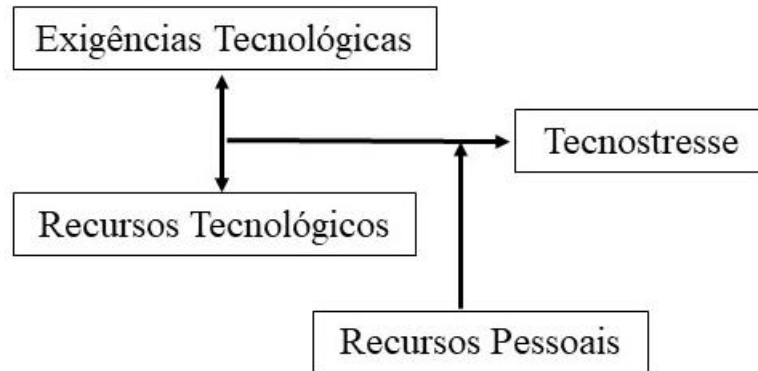 Exigências Tecnológicas
Tecnostresse
Recursos Tecnológicos
Recursos Pessoais